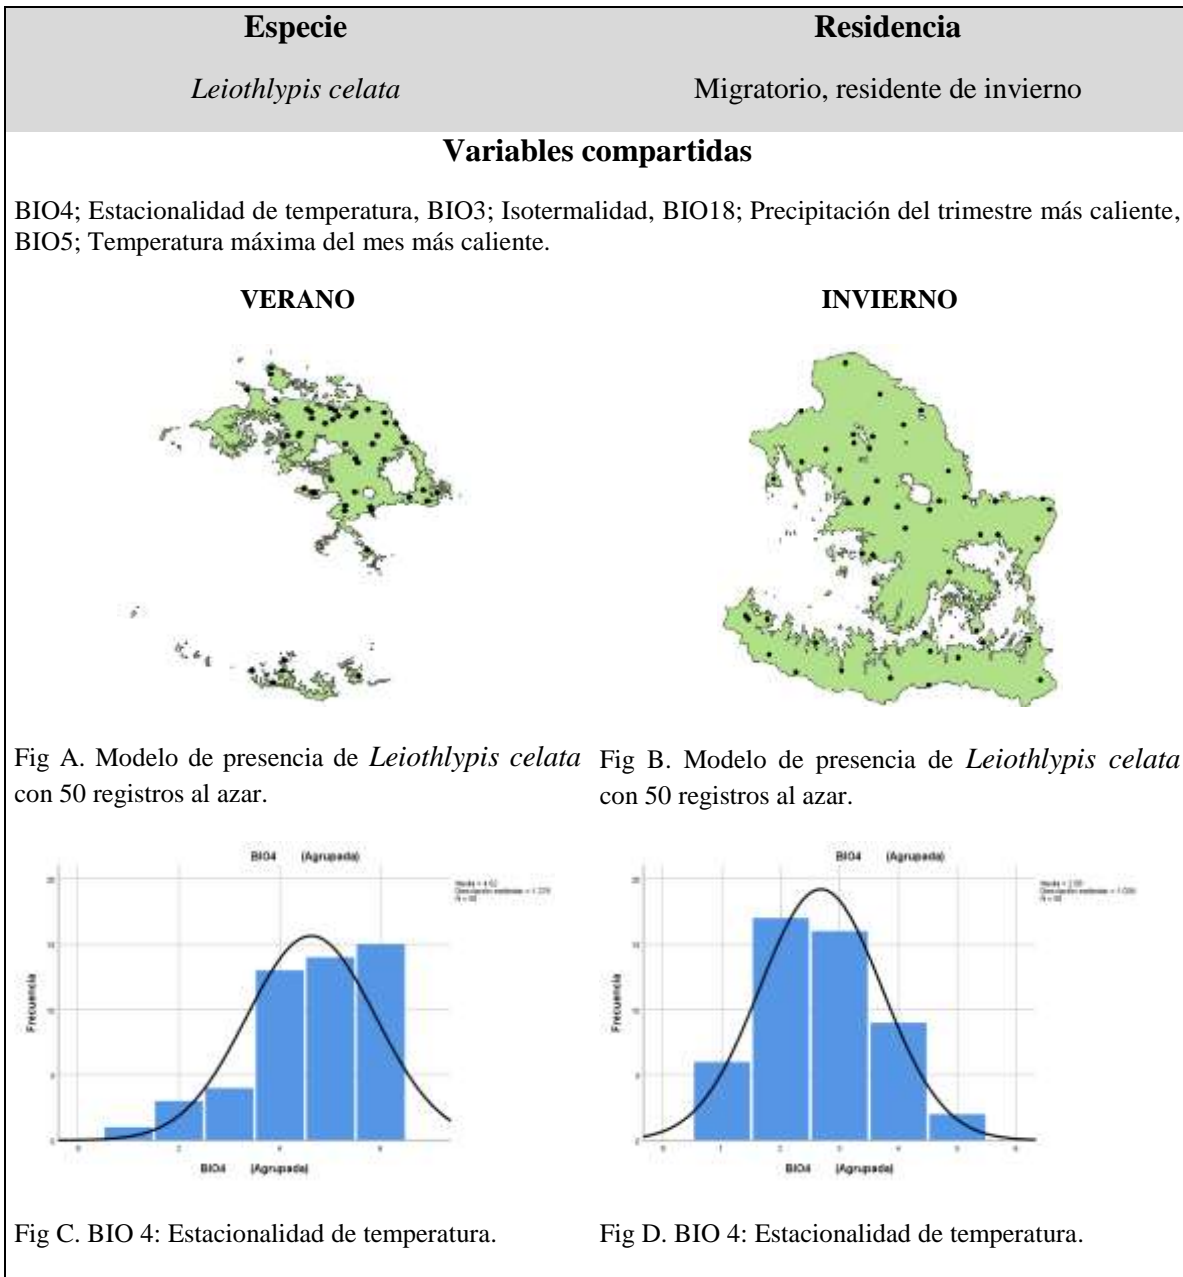 Especie
Residencia
Leiothlypis celata
Migratorio, residente de invierno
Variables compartidas
BIO4; Estacionalidad de temperatura, BIO3; Isotermalidad, BIO18; Precipitación del trimestre más caliente,
BIO5; Temperatura máxima del mes más caliente.
VERANO
INVIERNO
Fig A. Modelo de presencia de Leiothlypis celata
con 50 registros al azar.
Fig B. Modelo de presencia de Leiothlypis celata
con 50 registros al azar.
BIO4 (Agrupada)
Frecuencia
BIO4 (Agrupada)
BIO4 (Agrupada)
Frecuencia
BIO4 (Agrupada)
Fig C. BIO 4: Estacionalidad de temperatura.
Fig D. BIO 4: Estacionalidad de temperatura.